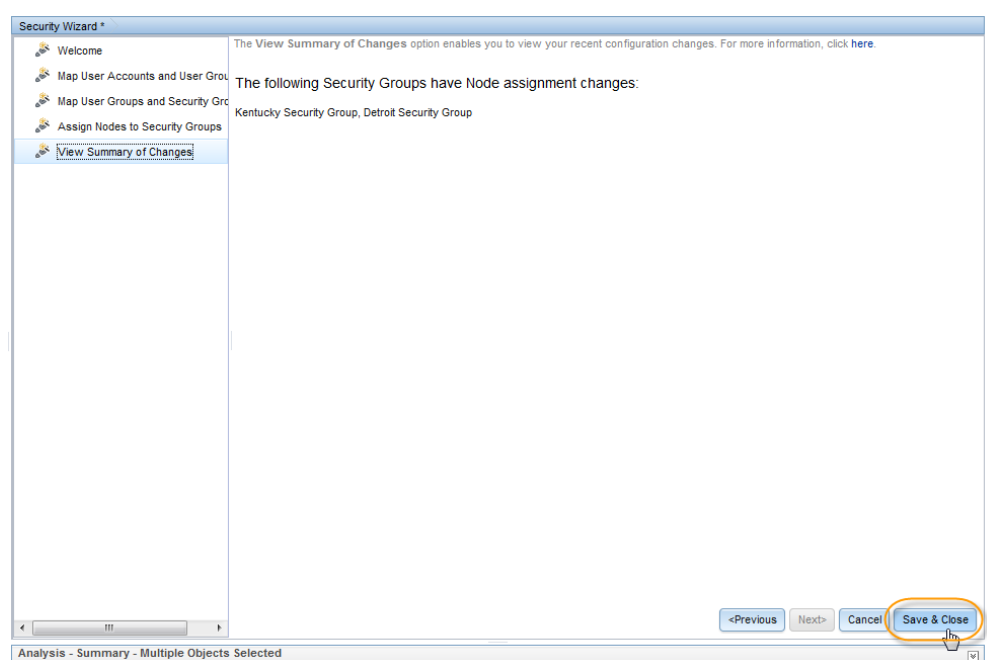 Security Wizard *
Welcome
Map User Accounts and User Grou
Map User Groups and Security Gro
Assign Nodes to Security Groups
View Summary of Changes
The View Summary of Changes option enables you to view your recent configuration changes. For more information, click here.
The following Security Groups have Node assignment changes:
Kentucky Security Group, Detroit Security Group
<Previous Next> Cancel Save & Close
Analysis - Summary - Multiple Objects Selected